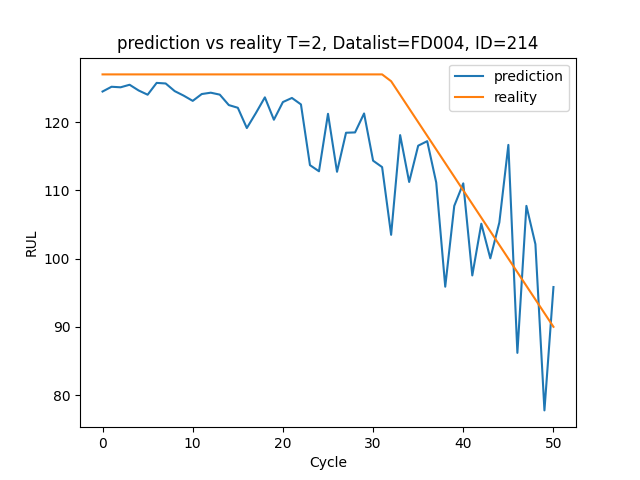 prediction vs reality T=2, Datalist=FD004, ID=214
prediction
reality
RUL
120
110
100
90
80
0 10 20 30 40 50
Cycle